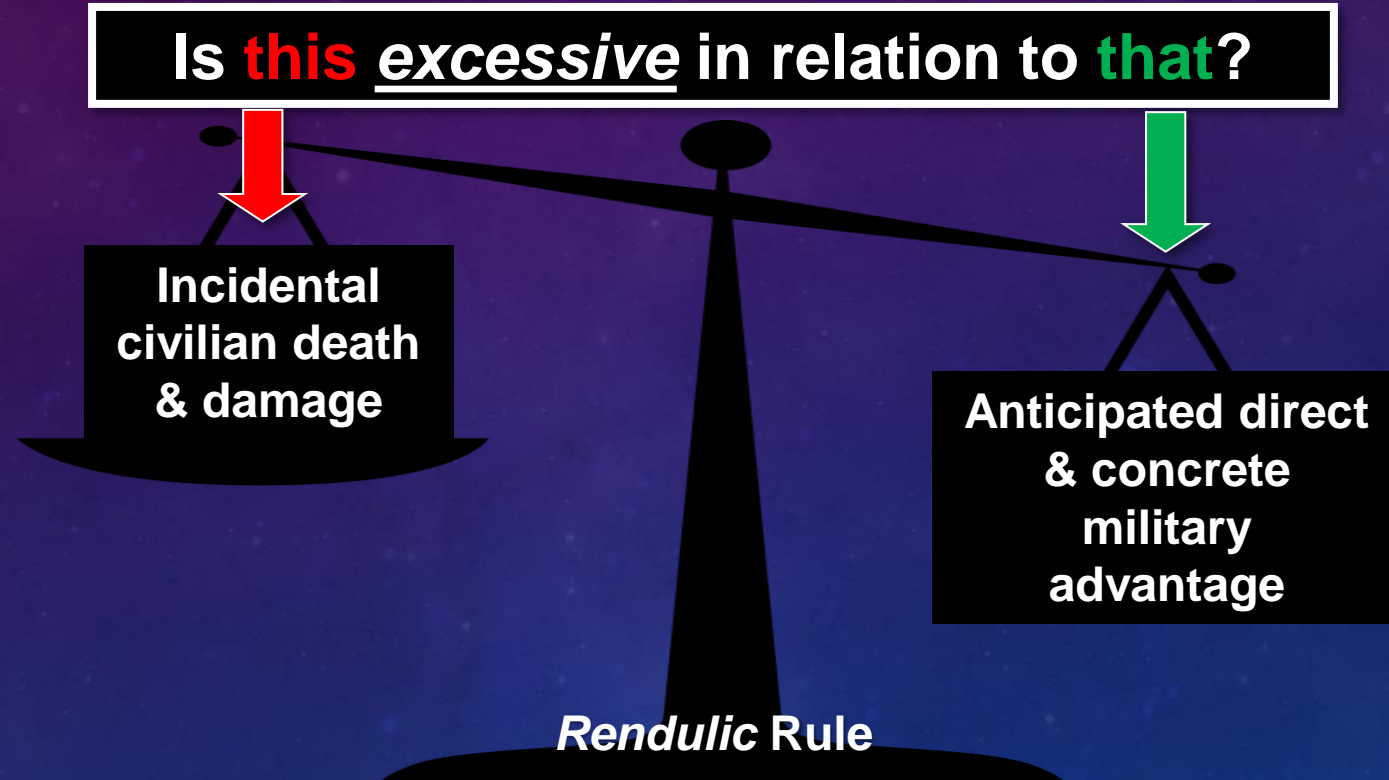 Is this excessive in relation to that?
Incidental
civilian death
& damage
Anticipated direct
& concrete
military
advantage
Rendulic Rule